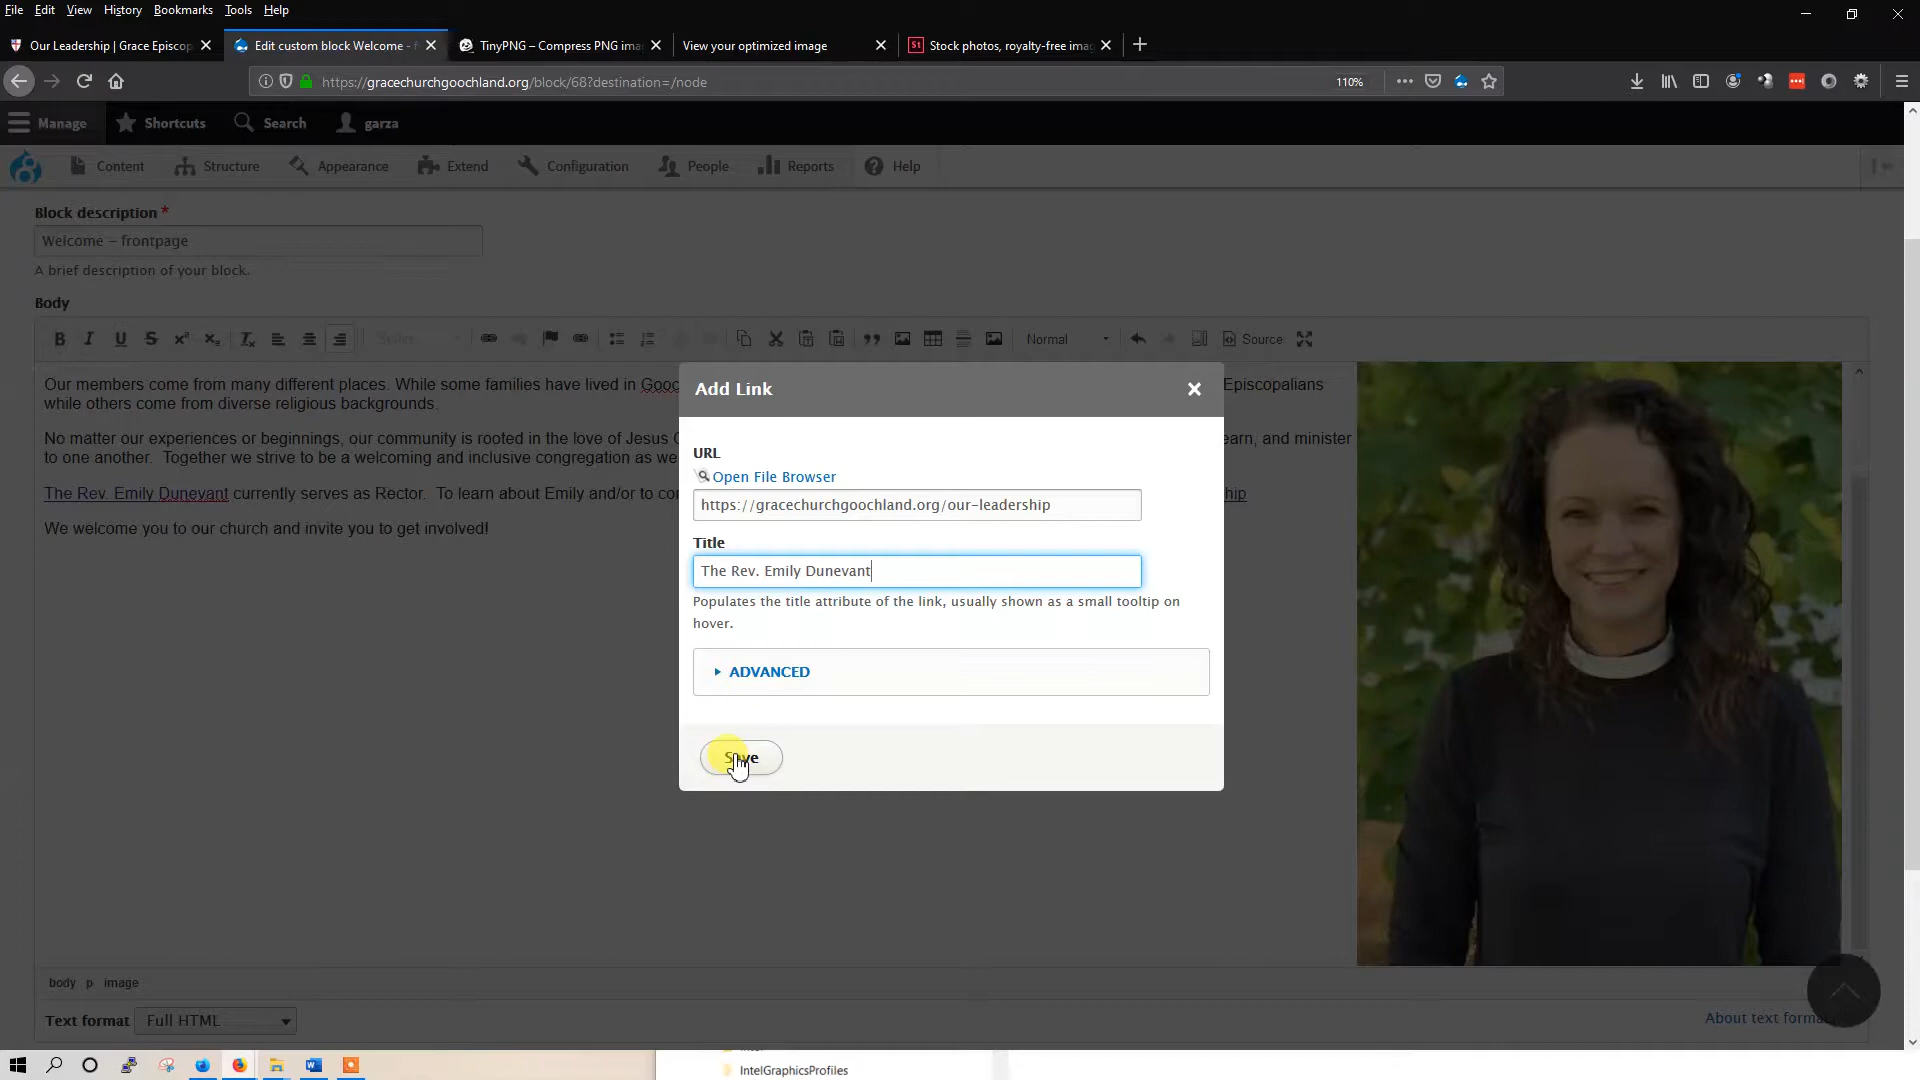 File Edit View History Bookmarks Tools Help
Our Leadership | Grace Episcop
Edit custom block Welcome - f
TinyPNG – Compress PNG ima
View your optimized image
Stock photos, royalty-free imag
https://gracechurchgoochland.org/block/68?destination=/node
110%
Manage Shortcuts Search garza
Content Structure Appearance Extend Configuration People Reports Help
Block description *
Welcome – frontpage
A brief description of your block.
Body
Normal
Source
Our members come from many different places. While some families have lived in Gooc Episcopalians
while others come from diverse religious backgrounds.
No matter our experiences or beginnings, our community is rooted in the love of Jesus C earn, and minister
to one another. Together we strive to be a welcoming and inclusive congregation as we
The Rev. Emily Dunevant currently serves as Rector. To learn about Emily and/or to co hip
We welcome you to our church and invite you to get involved!
Add Link
URL
Open File Browser
https://gracechurchgoochland.org/our-leadership
Title
The Rev. Emily Dunevant
Populates the title attribute of the link, usually shown as a small tooltip on
hover.
ADVANCED
Save
body p image
Text format Full HTML
About text format
IntelGraphicsProfiles